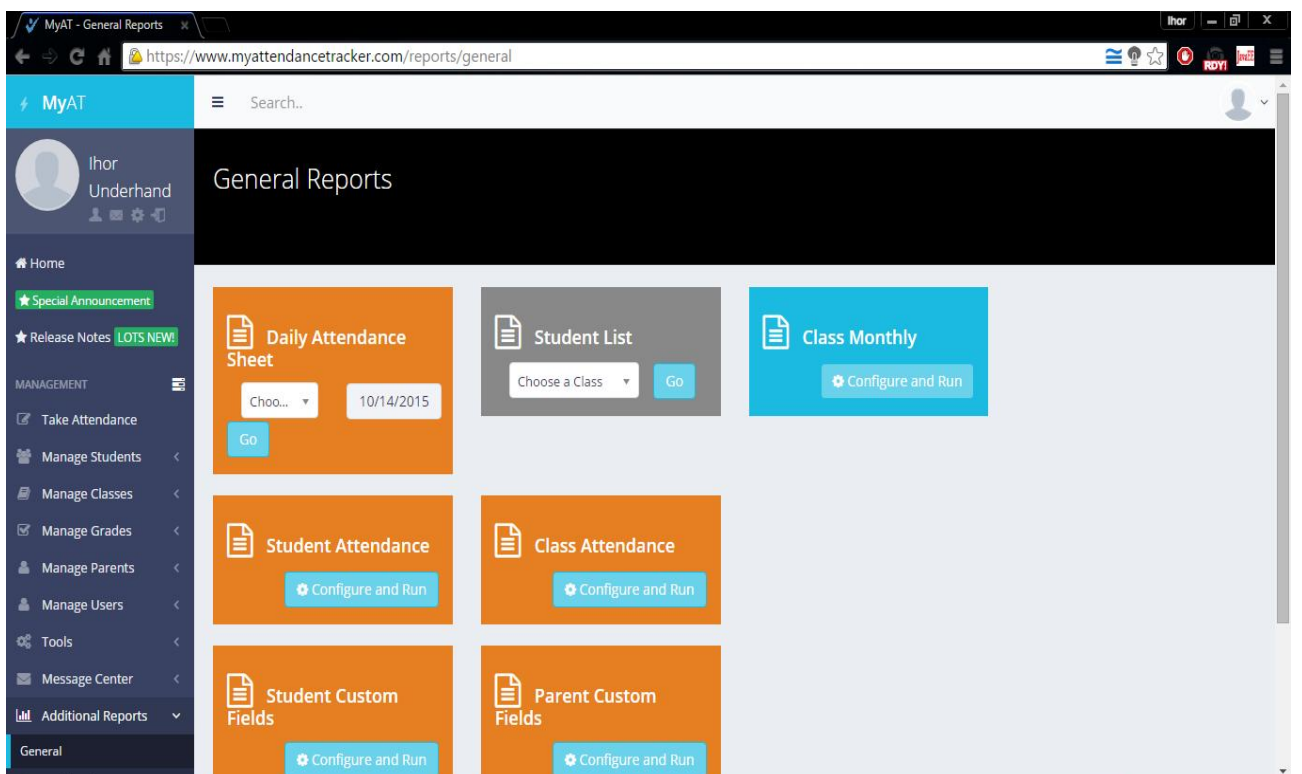 MyAT - General Reports
Ihor
https://www.myattendancetracker.com/reports/general
RDY!
MyAT
Search..
Ihor
Underhand
General Reports
Home
Special Announcement
Release Notes LOTS NEW!
MANAGEMENT
Take Attendance
Manage Students
Manage Classes
Manage Grades
Manage Parents
Manage Users
Tools
Message Center
Additional Reports
General
Daily Attendance
Sheet
Choo...
10/14/2015
Go
Student List
Choose a Class
Go
Class Monthly
Configure and Run
Student Attendance
Configure and Run
Class Attendance
Configure and Run
Student Custom
Fields
Configure and Run
Parent Custom
Fields
Configure and Run